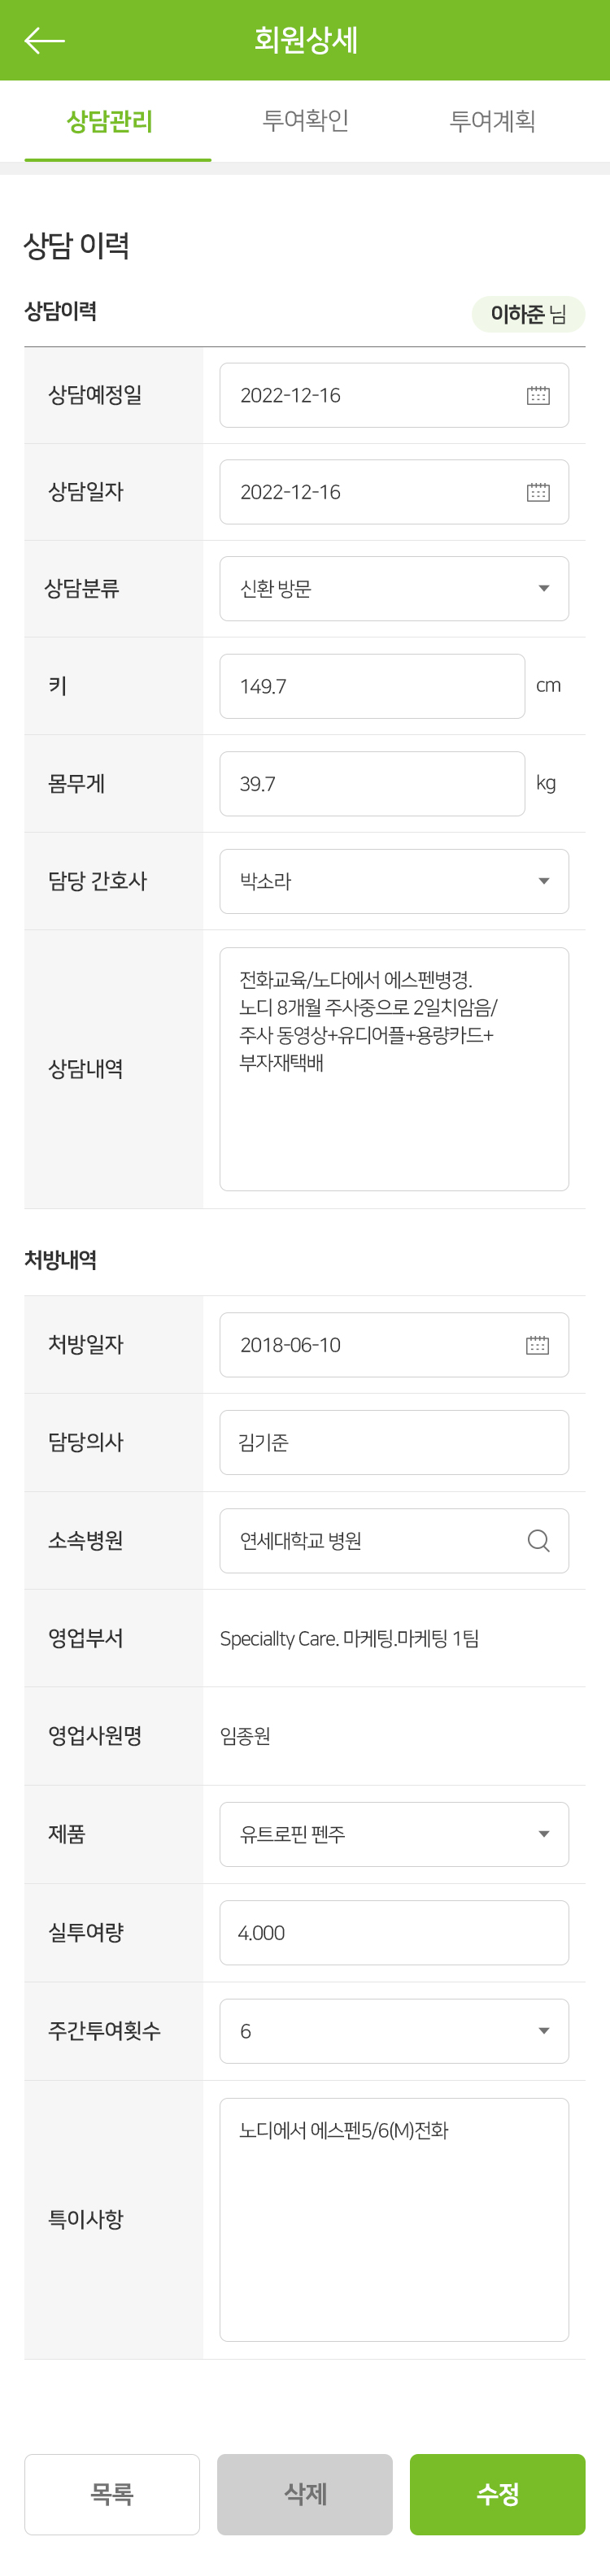 회원상세
상담관리 투여확인 투여계획
상담 이력
상담이력 이하준 님
상담예정일 2022-12-16
상담일자 2022-12-16
상담분류 신환 방문
키 149.7 cm
몸무게 39.7 kg
담당 간호사 박소라
상담내역
전화교육/노다에서 에스펜병경.
노디 8개월 주사중으로 2일치암음/
주사 동영상+유디어플+용량카드+
부자재택배
처방내역
처방일자 2018-06-10
담당의사 김기준
소속병원 연세대학교 병원
영업부서 SpecialIty Care. 마케팅.마케팅 1팀
영업사원명 임종원
제품 유트로핀 펜주
실투여량 4.000
주간투여횟수 6
특이사항 노디에서 에스펜5/6(M)전화
목록 삭제 수정